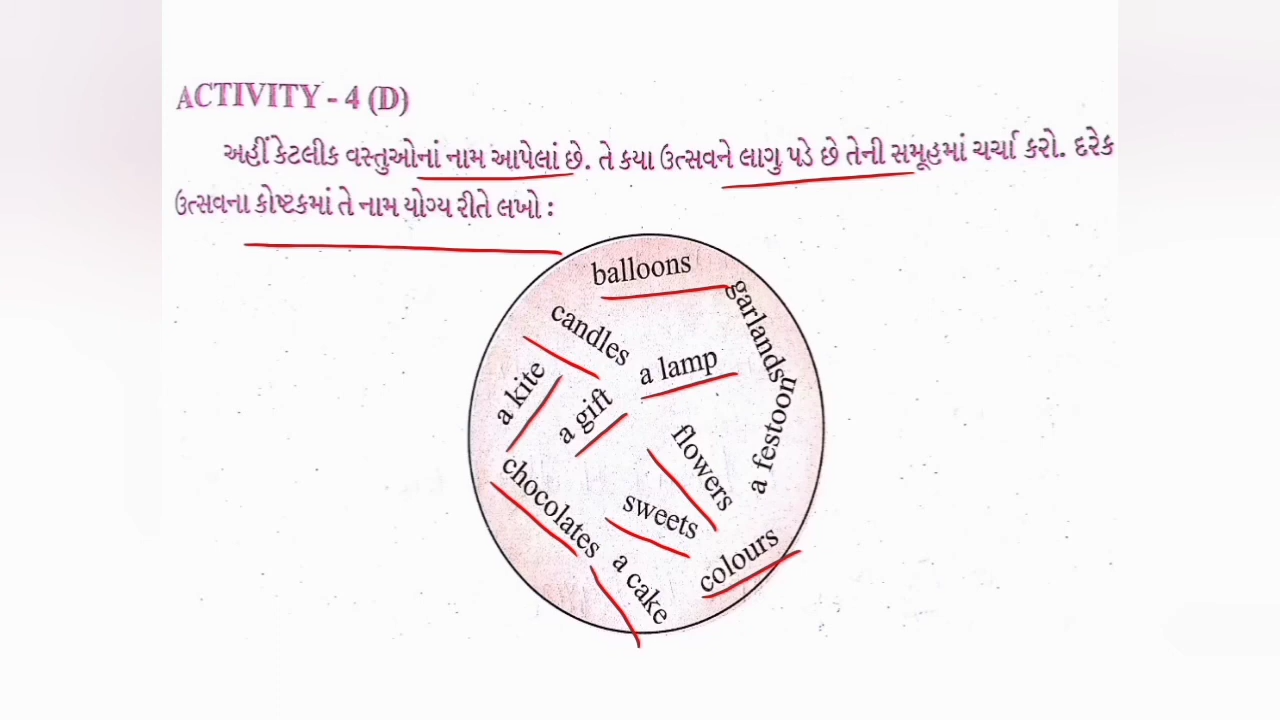 ACTIVITY - 4 (D)
અહીં કેટલીક વસ્તુઓનાં નામ આપેલાં છે. તે કયા ઉત્સવને લાગુ પડે છે તેની સમૂહમાં ચર્ચા કરો. દરેક
ઉત્સવના કોષ્ટકમાં તે નામ યોગ્ય રીતે લખો :
balloons
garlands
candles
a lamp
a kite
a gift
a festoon
flowers
chocolates
sweets
colours
a cake